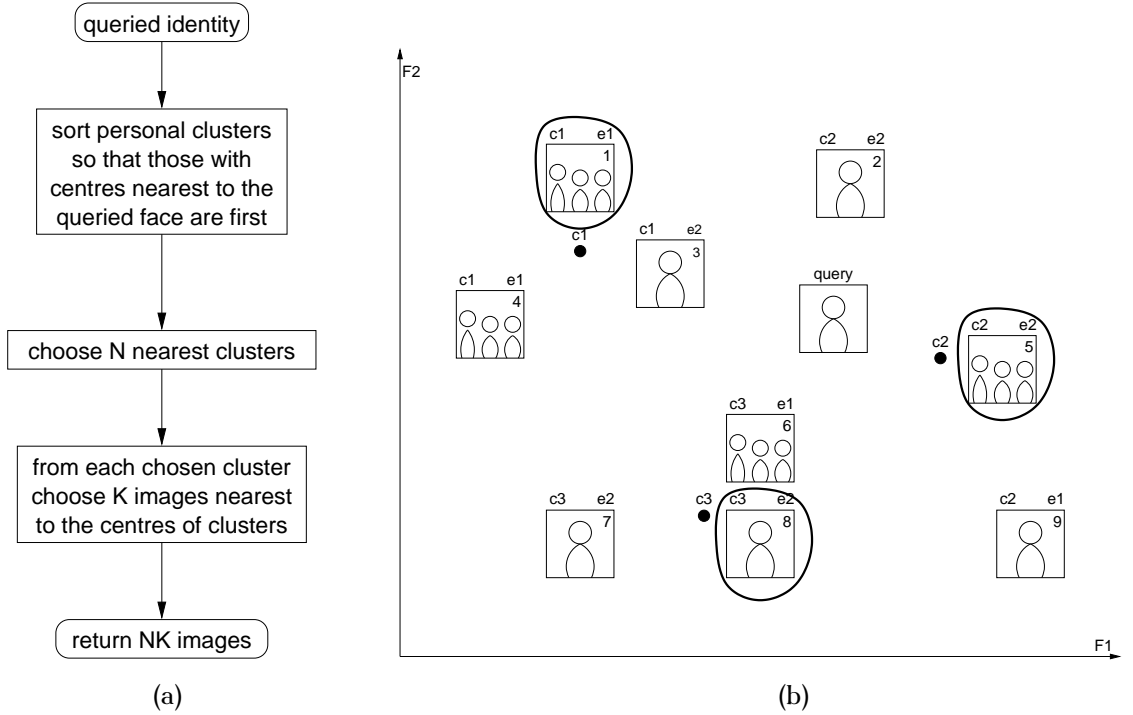 queried identity
sort personal clusters
so that those with
centres nearest to the
queried face are first
choose N nearest clusters
from each chosen cluster
choose K images nearest
to the centres of clusters
return NK images
(a)
F2
c1 e1
1
c1
c2 e2
2
c1 e2
3
c1 e1
4
query
c2
c2 e2
5
c3 e1
6
c3 e2
7
c3
c3 e2
8
c2 e1
9
F1
(b)